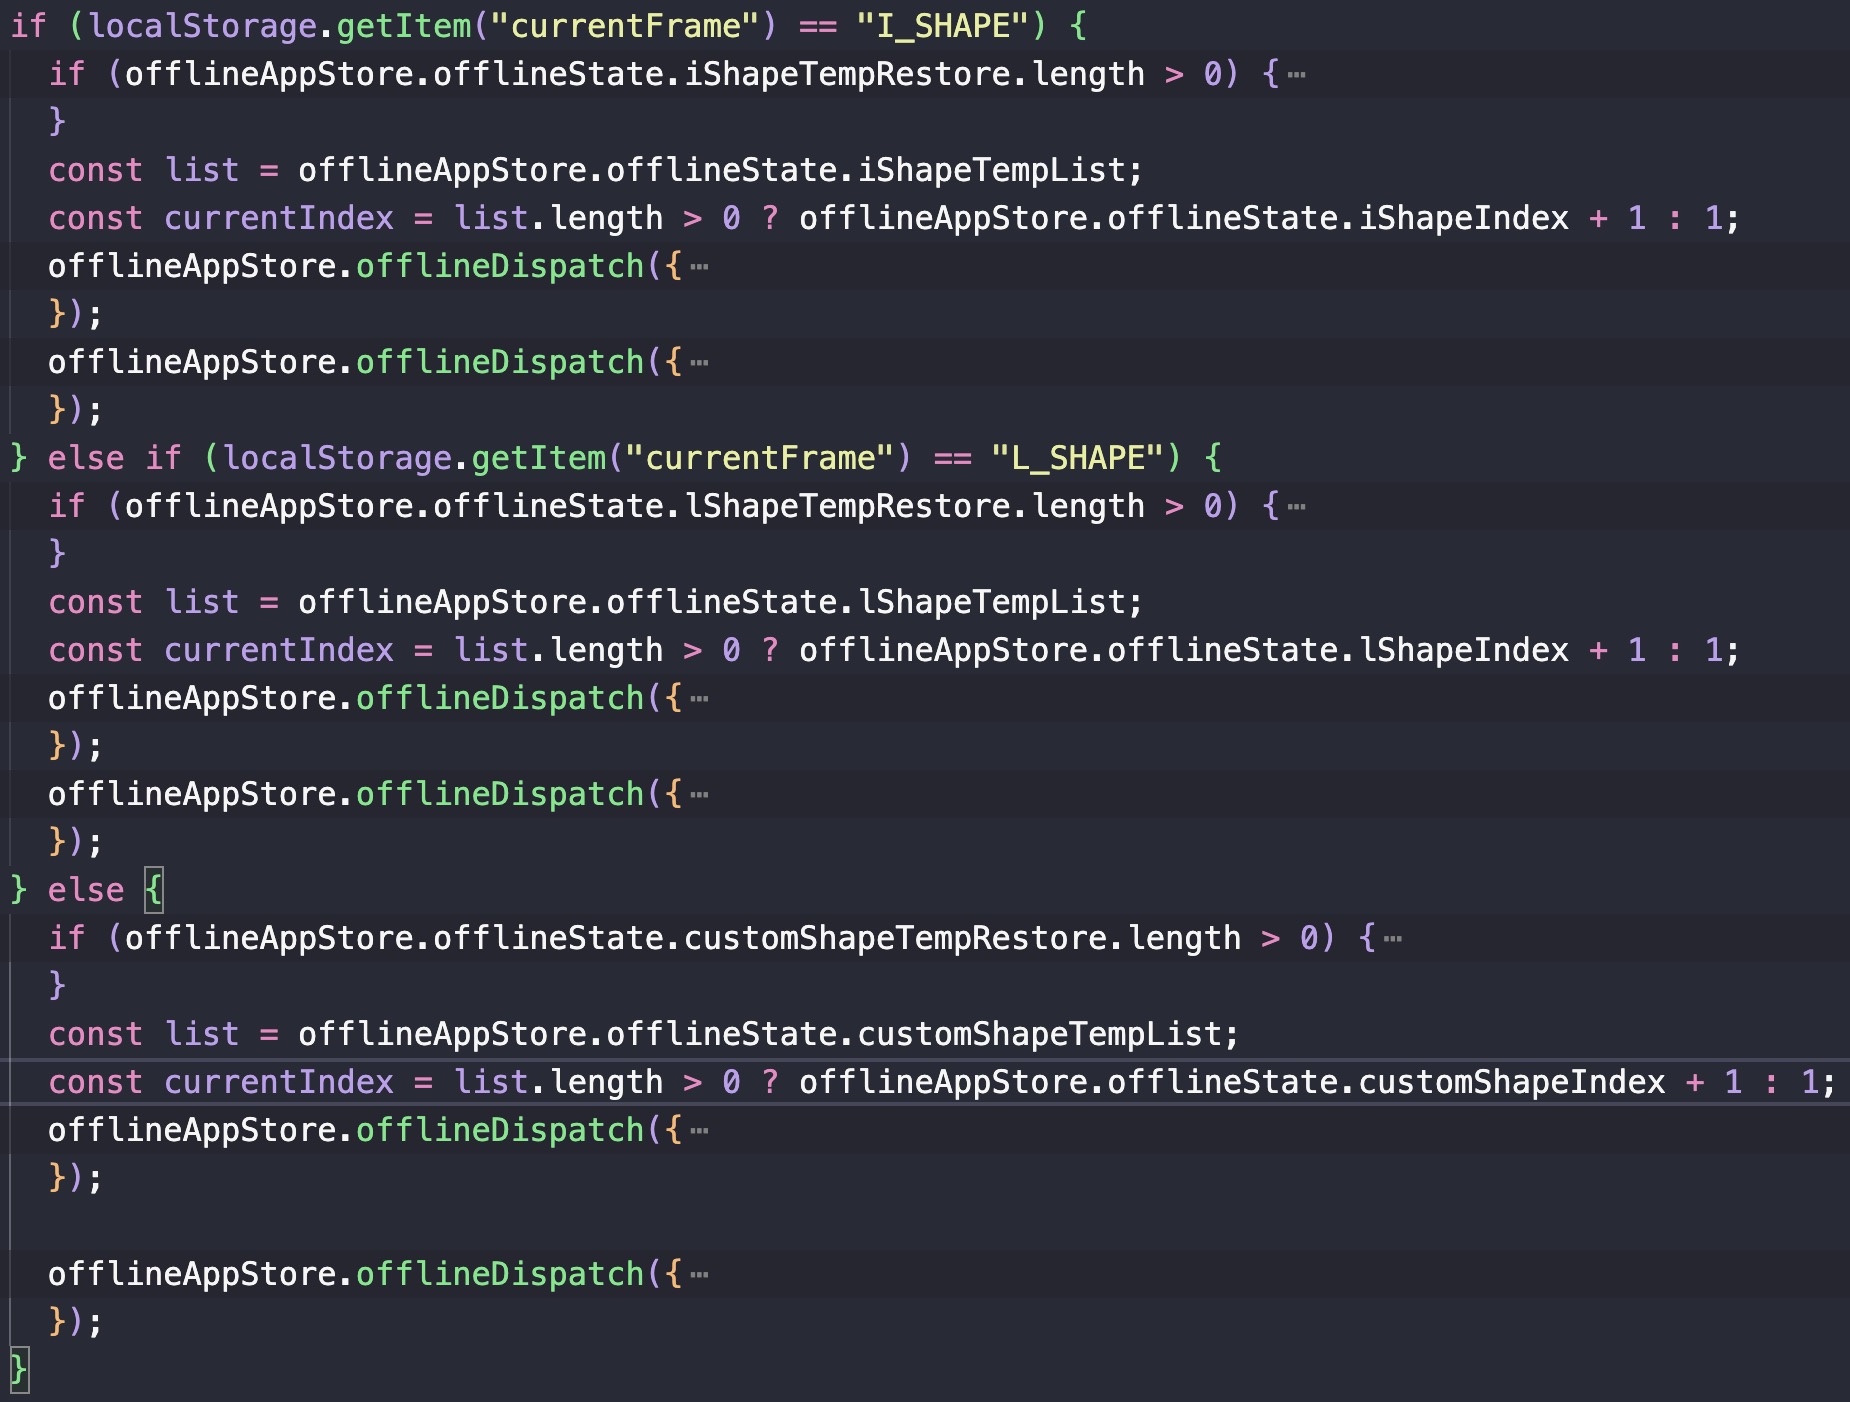 if (localStorage.getItem("currentFrame") == "I_SHAPE") {
  if (offlineAppStore.offlineState.iShapeTempRestore.length > 0) {⋯
  }
  const list = offlineAppStore.offlineState.iShapeTempList;
  const currentIndex = list.length > 0 ? offlineAppStore.offlineState.iShapeIndex + 1 : 1;
  offlineAppStore.offlineDispatch({⋯
  });
  offlineAppStore.offlineDispatch({⋯
  });
} else if (localStorage.getItem("currentFrame") == "L_SHAPE") {
  if (offlineAppStore.offlineState.lShapeTempRestore.length > 0) {⋯
  }
  const list = offlineAppStore.offlineState.lShapeTempList;
  const currentIndex = list.length > 0 ? offlineAppStore.offlineState.lShapeIndex + 1 : 1;
  offlineAppStore.offlineDispatch({⋯
  });
  offlineAppStore.offlineDispatch({⋯
  });
} else {
  if (offlineAppStore.offlineState.customShapeTempRestore.length > 0) {⋯
  }
  const list = offlineAppStore.offlineState.customShapeTempList;
  const currentIndex = list.length > 0 ? offlineAppStore.offlineState.customShapeIndex + 1 : 1;
  offlineAppStore.offlineDispatch({⋯
  });

  offlineAppStore.offlineDispatch({⋯
  });
}